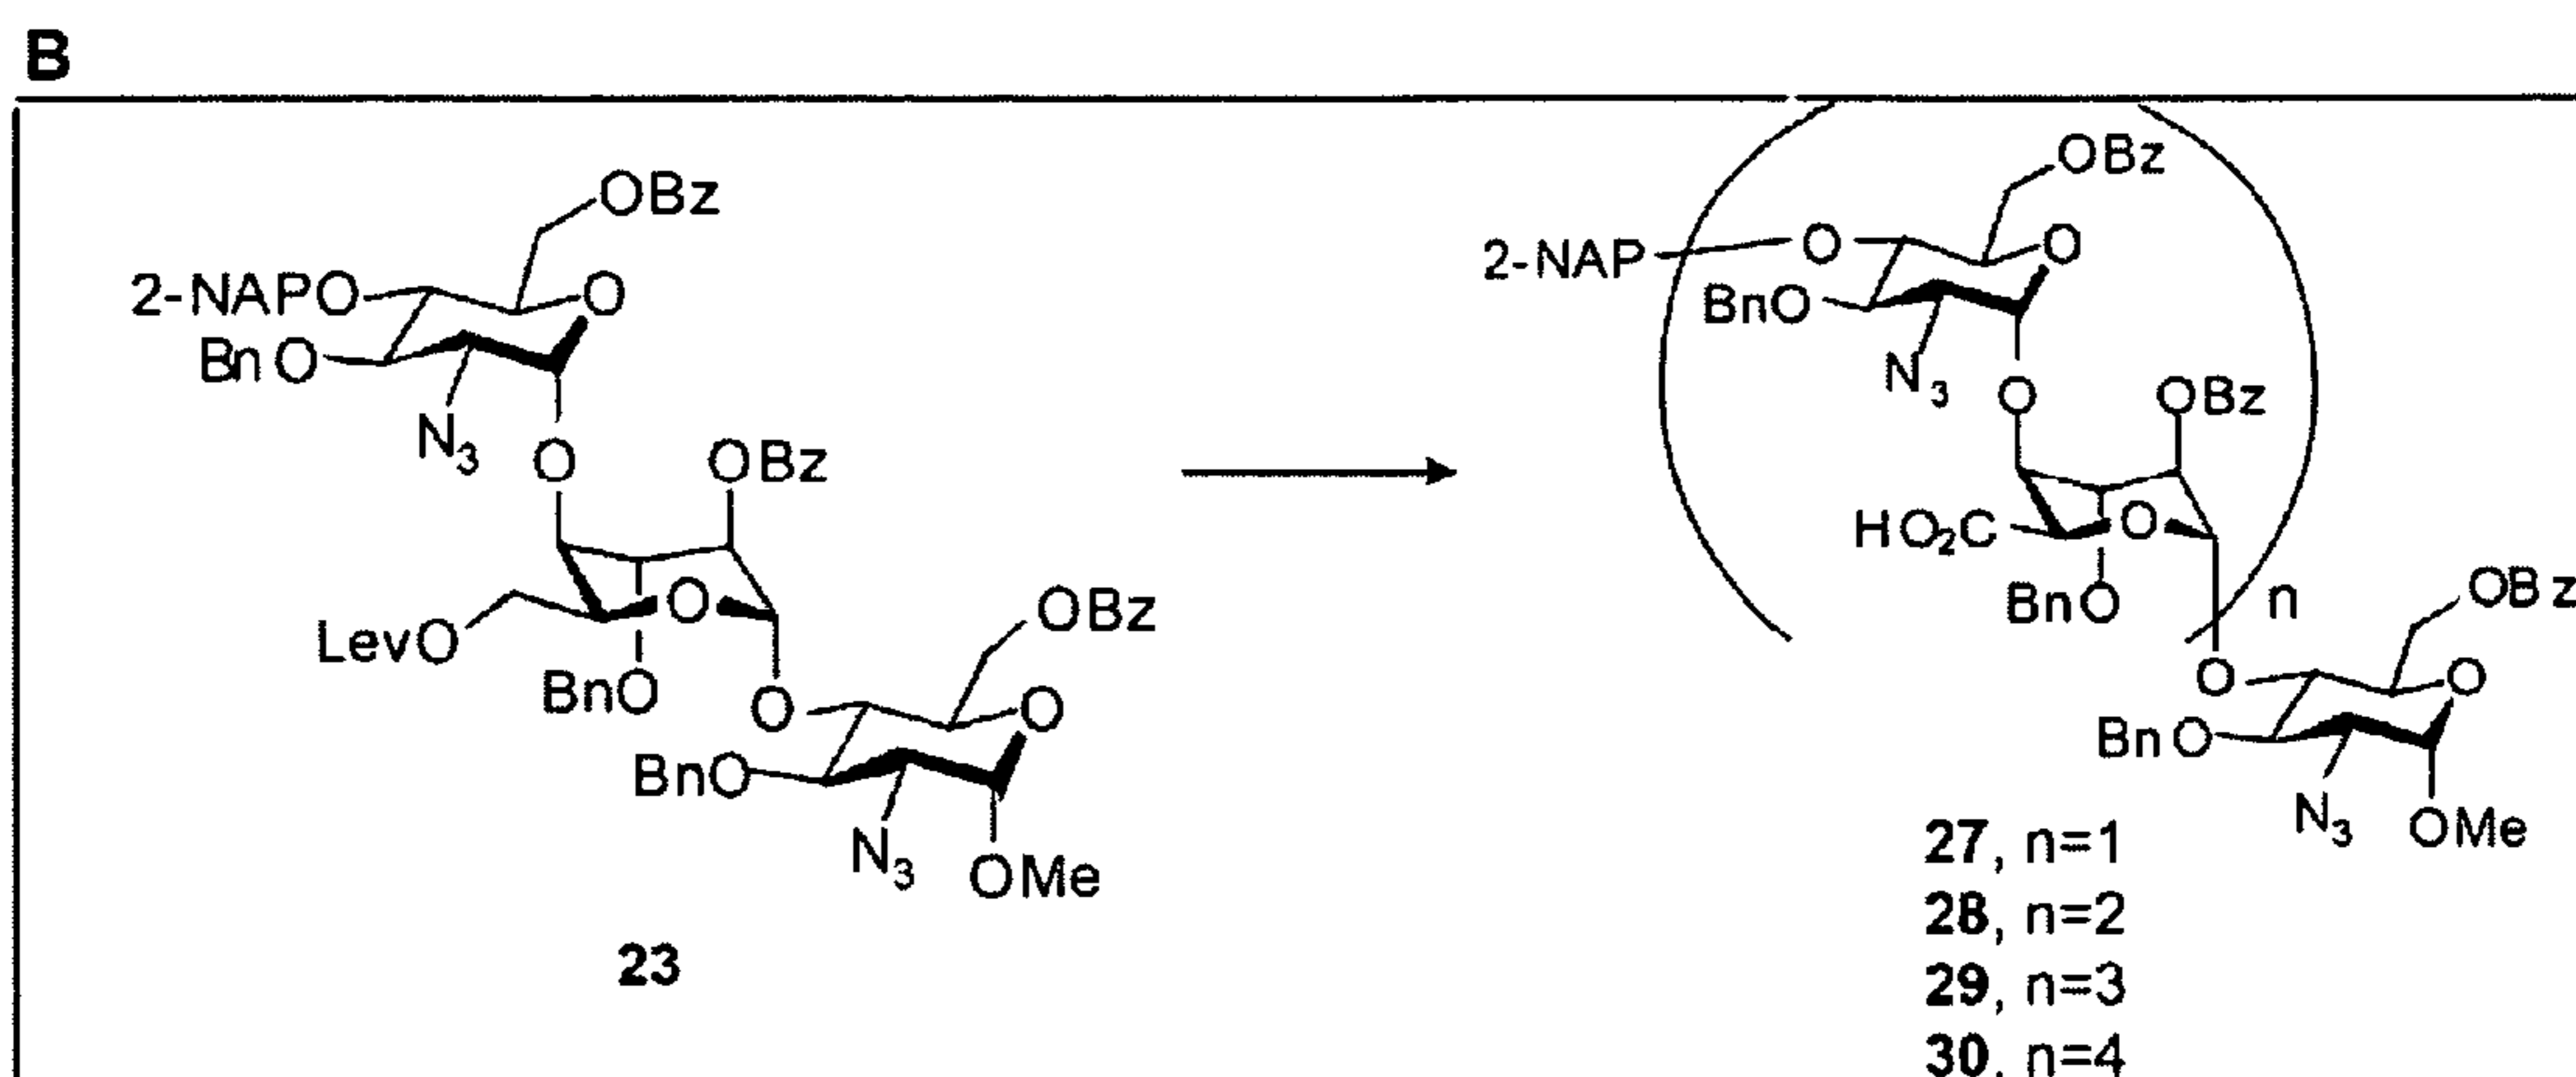 B
OBz
2-NAPO
O
BnO
N3
O
OBz
LevO
O
BnO
OBz
O
O
BnO
N3
OMe
23
OBz
2-NAP
O
O
BnO
N3
O
OBz
HO2C
O
BnO
n
OBz
O
O
BnO
N3
OMe
27, n=1
28, n=2
29, n=3
30, n=4